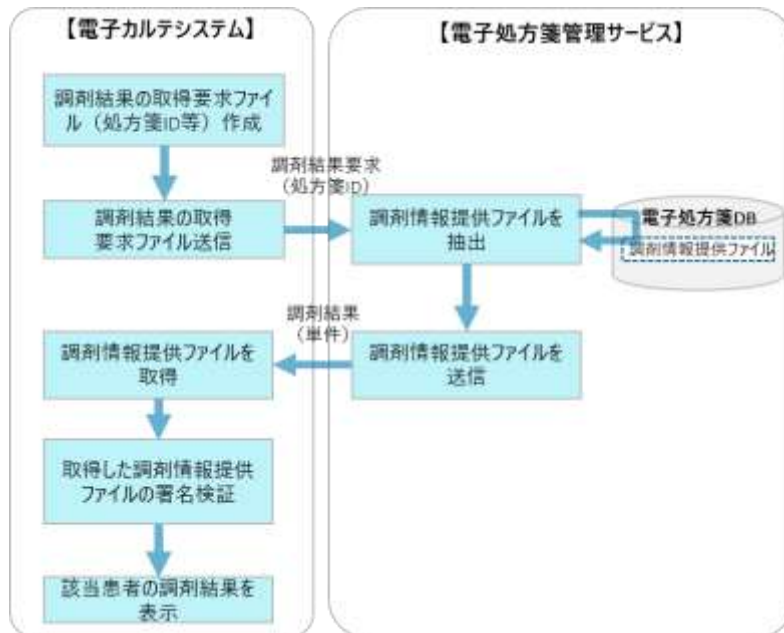 【電子カルテシステム】
【電子処方箋管理サービス】
調剤結果の取得要求ファイ
ル（処方箋ID等）作成
調剤結果要求
（処方箋ID）
調剤結果の取得
要求ファイル送信
調剤情報提供ファイルを
抽出
電子処方箋DB
調剤情報提供ファイル
調剤結果
（単件）
調剤情報提供ファイルを
取得
調剤情報提供ファイルを
送信
取得した調剤情報提供
ファイルの署名検証
該当患者の調剤結果を
表示